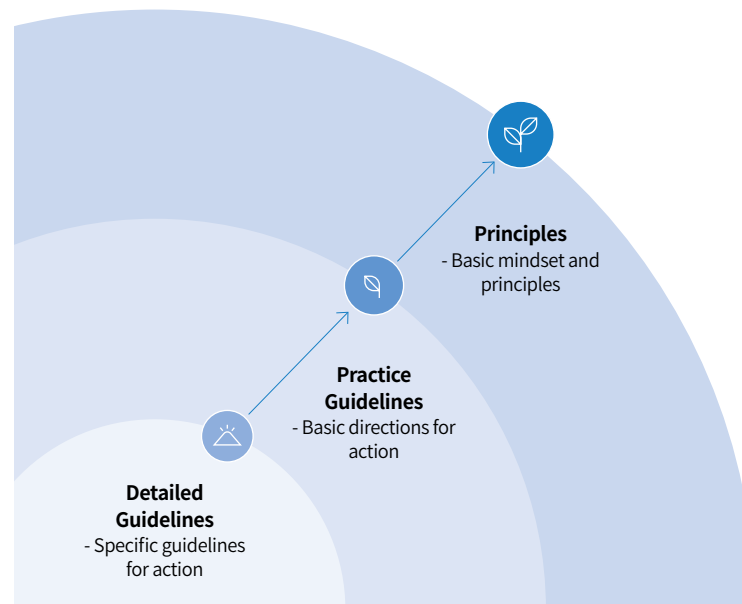 Principles
- Basic mindset and
principles
Practice
Guidelines
- Basic directions for
action
Detailed
Guidelines
- Specific guidelines
for action